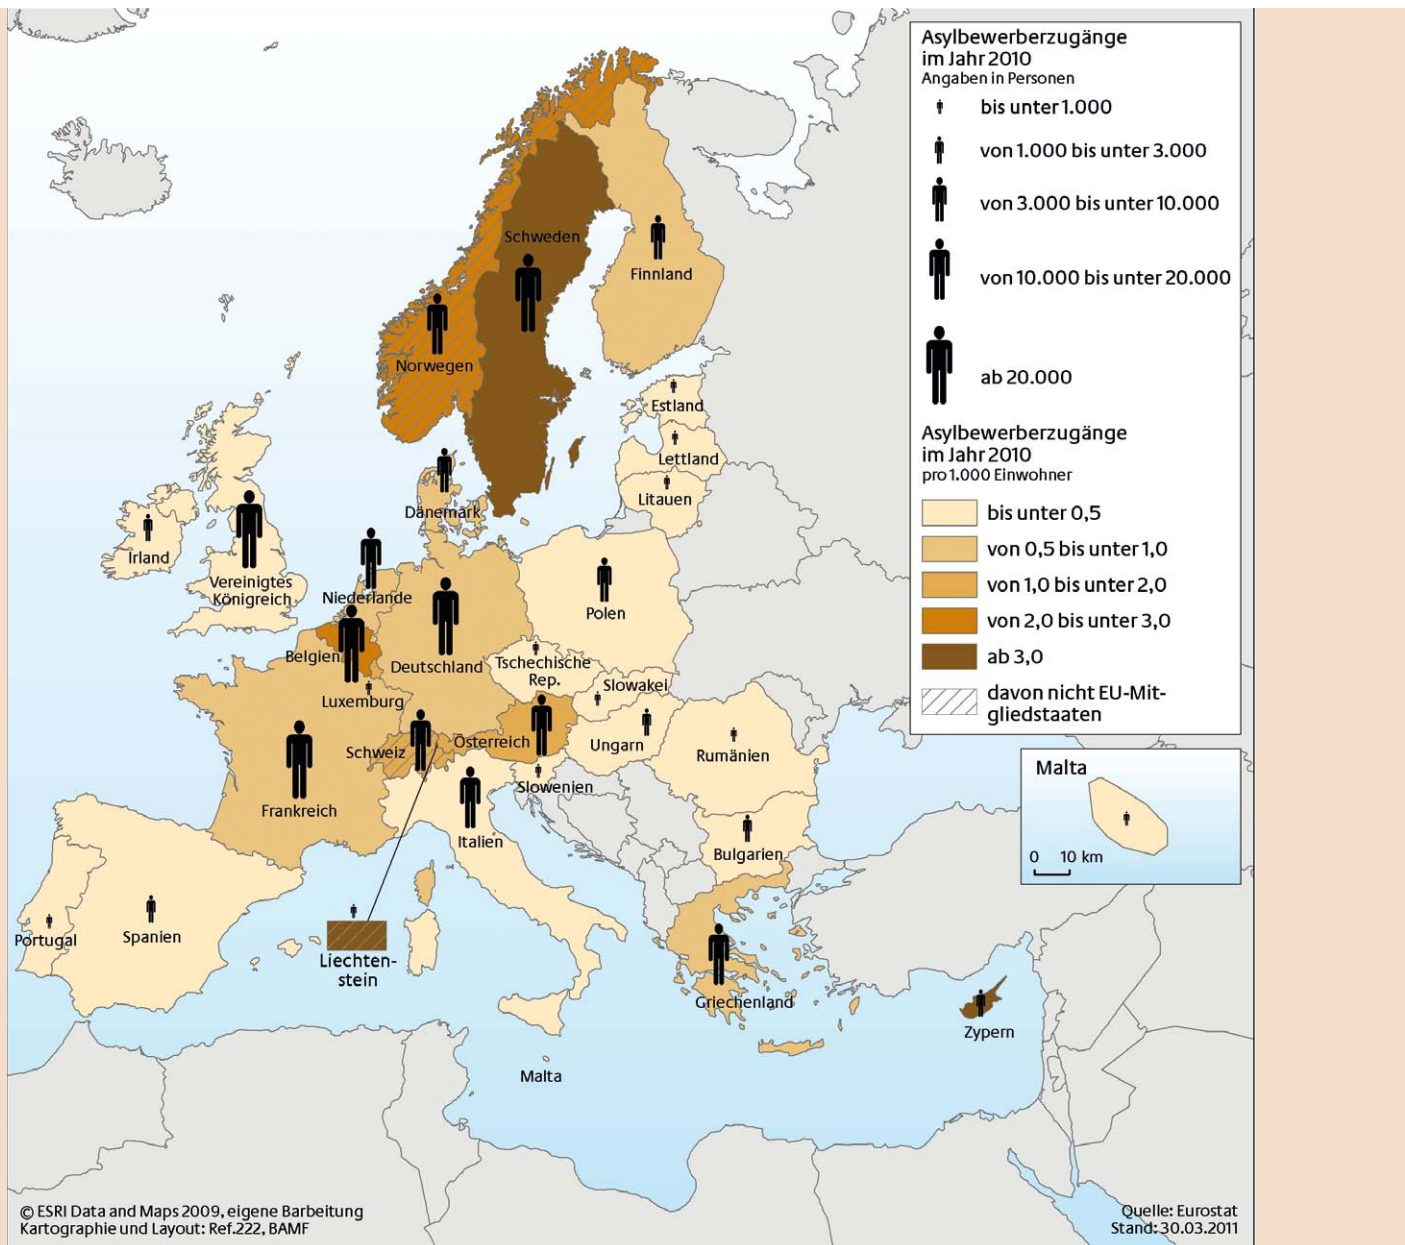 Asylbewerberzugänge
im Jahr 2010
Angaben in Personen
bis unter 1.000
von 1.000 bis unter 3.000
von 3.000 bis unter 10.000
von 10.000 bis unter 20.000
ab 20.000
Asylbewerberzugänge
im Jahr 2010
pro 1.000 Einwohner
bis unter 0,5
von 0,5 bis unter 1,0
von 1,0 bis unter 2,0
von 2,0 bis unter 3,0
ab 3,0
davon nicht EU-Mit-
gliedstaaten
Schweden
Finnland
Norwegen
Estland
Lettland
Litauen
Dänemark
Irland
Vereinigtes
Königreich
Niederlande
Polen
Belgien
Deutschland
Tschechische
Rep.
Luxemburg
Slowakei
Schweiz
Österreich
Ungarn
Rumänien
Slowenien
Frankreich
Italien
Bulgarien
Malta
0 10 km
Portugal
Spanien
Liechten-
stein
Griechenland
Zypern
Malta
© ESRI Data and Maps 2009, eigene Barbeitung
Kartographie und Layout: Ref.222, BAMF
Quelle: Eurostat
Stand: 30.03.2011